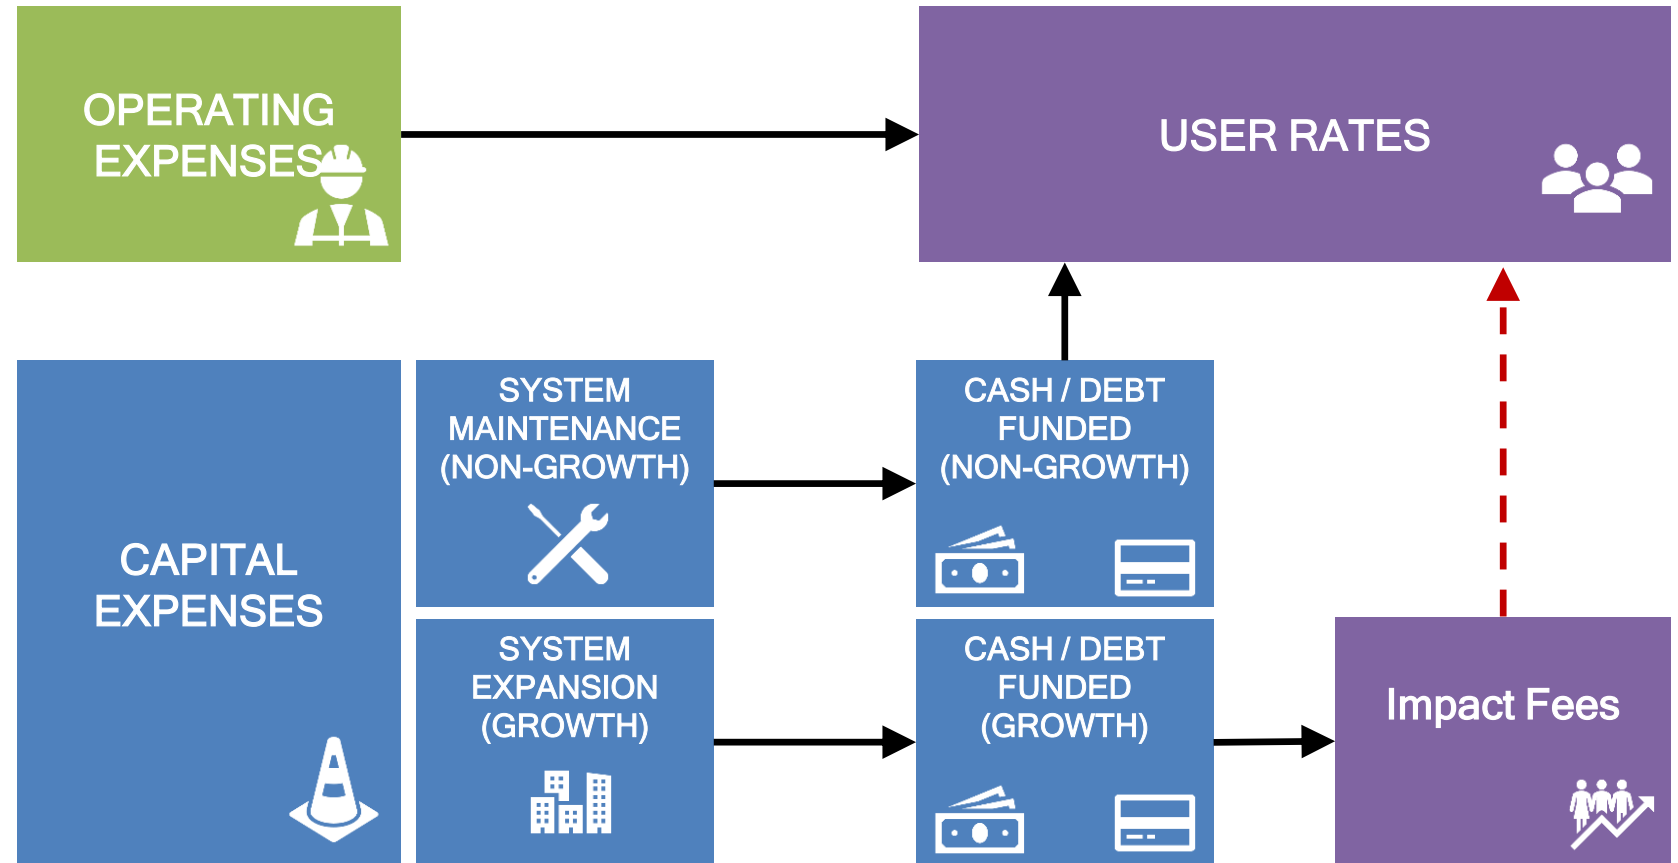 OPERATING
EXPENSES
USER RATES
CAPITAL
EXPENSES
SYSTEM
MAINTENANCE
(NON-GROWTH)
CASH / DEBT
FUNDED
(NON-GROWTH)
SYSTEM
EXPANSION
(GROWTH)
CASH / DEBT
FUNDED
(GROWTH)
Impact Fees